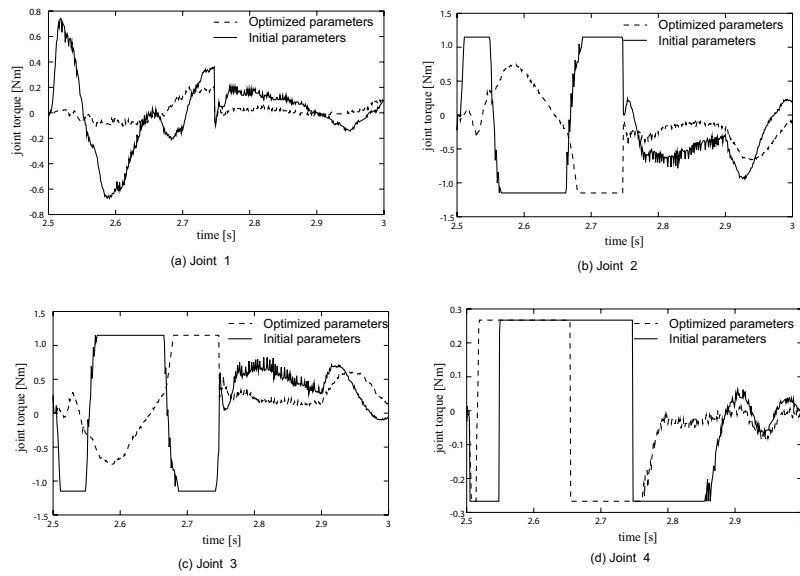 Optimized parameters
Initial parameters
joint torque [Nm]
0.8
0.6
0.4
0.2
0
-0.2
-0.4
-0.6
0.8
2.5
2.6
2.7
2.8
2.9
3
time [s]
(a) Joint 1
Optimized parameters
Initial parameters
joint torque [Nm]
1.5
1.0
0.5
0
-0.5
-1.0
-1.5
2.5
2.6
2.7
2.8
2.9
3
time [s]
(b) Joint 2
Optimized parameters
Initial parameters
joint torque [Nm]
1.5
1.0
0.5
0
-0.5
-1.0
-1.5
2.5
2.6
2.7
2.8
2.9
3
time [s]
(c) Joint 3
Optimized parameters
Initial parameters
joint torque [Nm]
0.3
0.2
0.1
0
-0.1
-0.26
-0.3
2.5
2.6
2.7
2.8
2.9
time [s]
(d) Joint 4